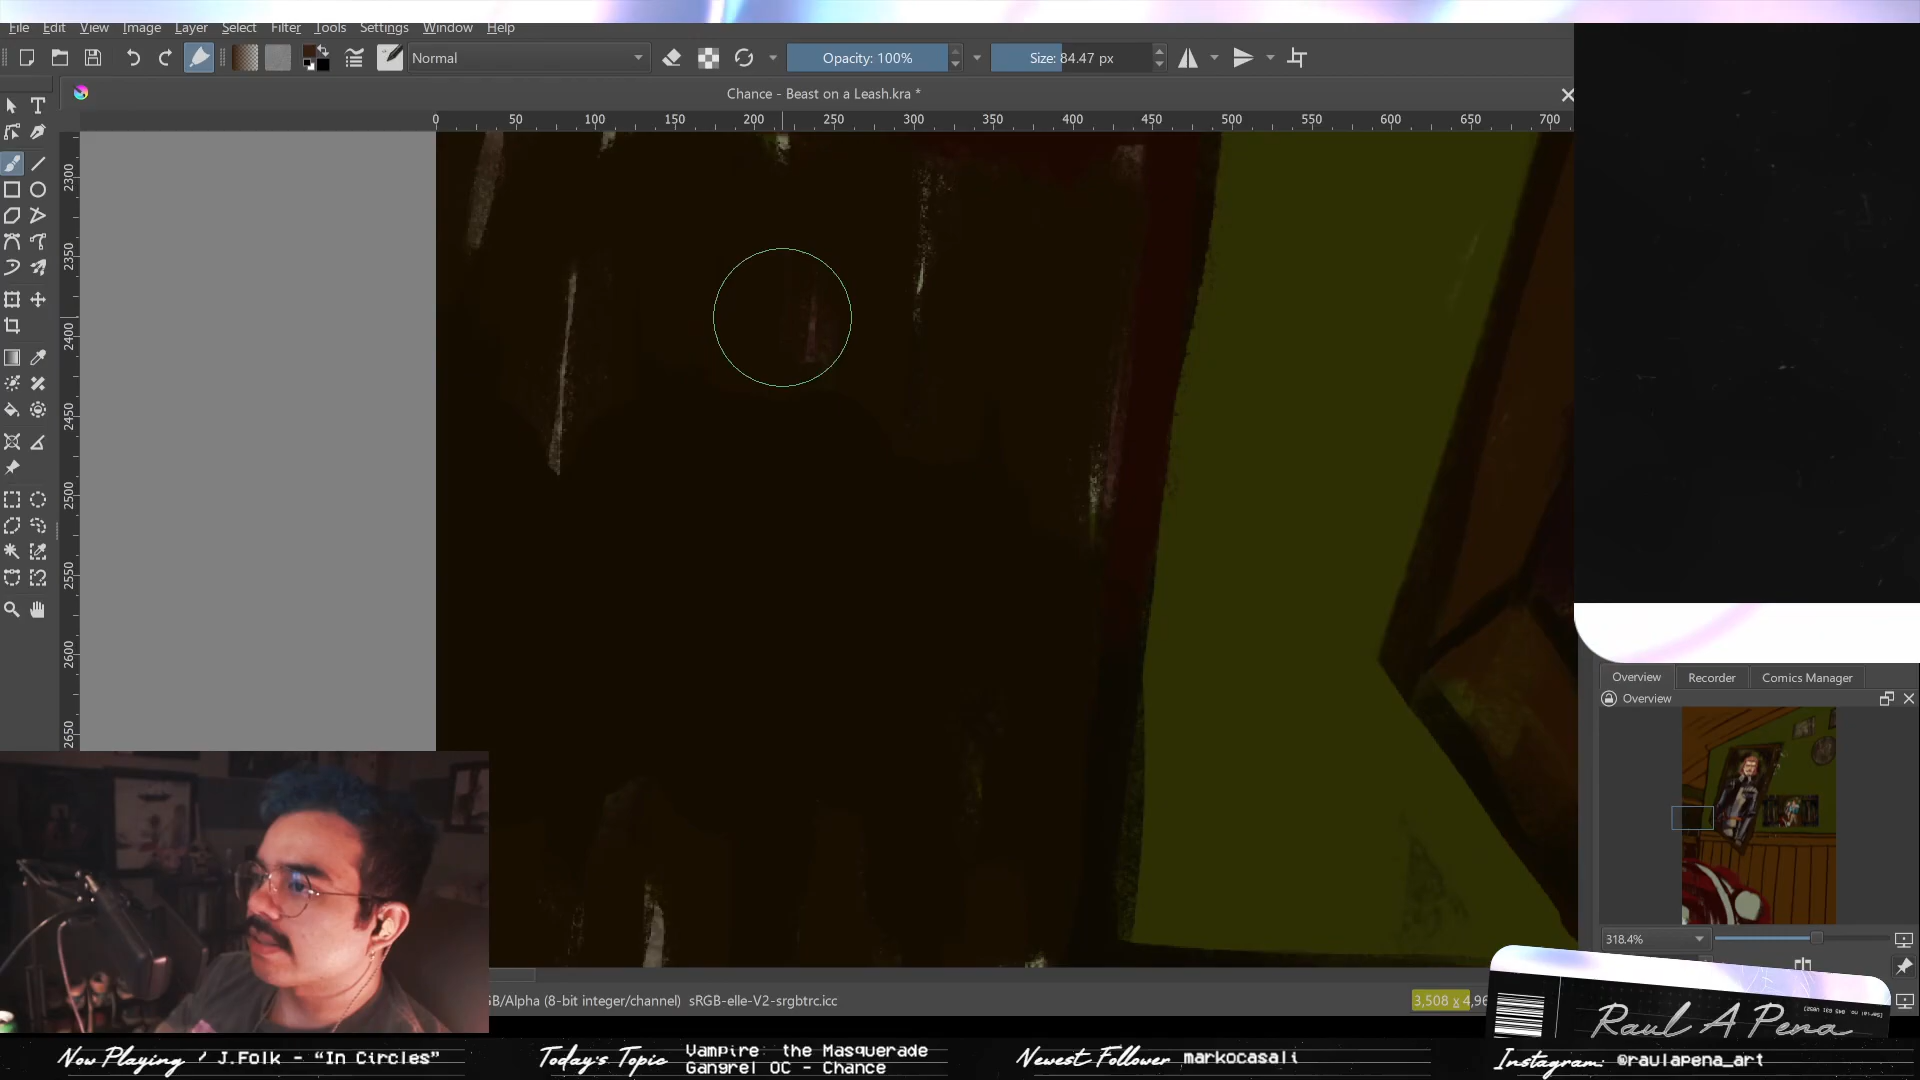 File Edit View Image Layer Select Filter Tools Settings Window Help
Normal Opacity: 100% Size: 84.47 px
Chance - Beast on a Leash.kra *
0 50 100 150 200 250 300 350 400 450 500 550 600 650 700
2300
2350
2400
2450
2500
2550
2600
2650
Overview Recorder Comics Manager
Overview
318.4%
GB/Alpha (8-bit integer/channel) sRGB-elle-V2-srgbtrc.icc
3,508 x 4,96
Raul A Pena
Now Playing / J.Folk - “In Circles”
Today's Topic Vampire: the Masquerade
Gangrel OC - Chance
Newest Follower markocasali
Instagram: @raulapena_art